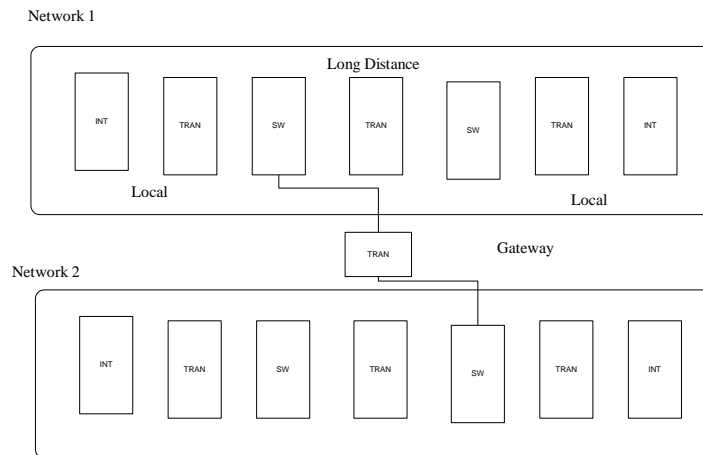 Network 1
Long Distance
INT TRAN SW TRAN SW TRAN INT
Local Local
TRAN Gateway
Network 2
INT TRAN SW TRAN SW TRAN INT